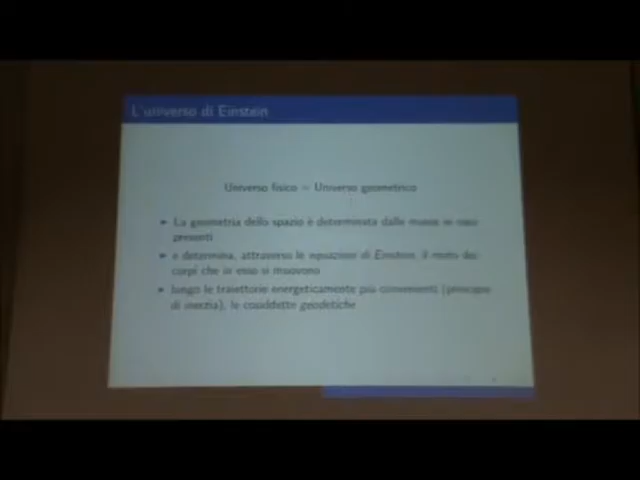 L'universo di Einstein
Universo fisico = Universo geometrico
La geometria dello spazio è determinata dalle masse in esso
presenti
e determina, attraverso le equazioni di Einstein, il moto dei
corpi che in esso si muovono
lungo le traiettorie energeticamente più convenienti (principio
di inerzia), le cosiddette geodetiche